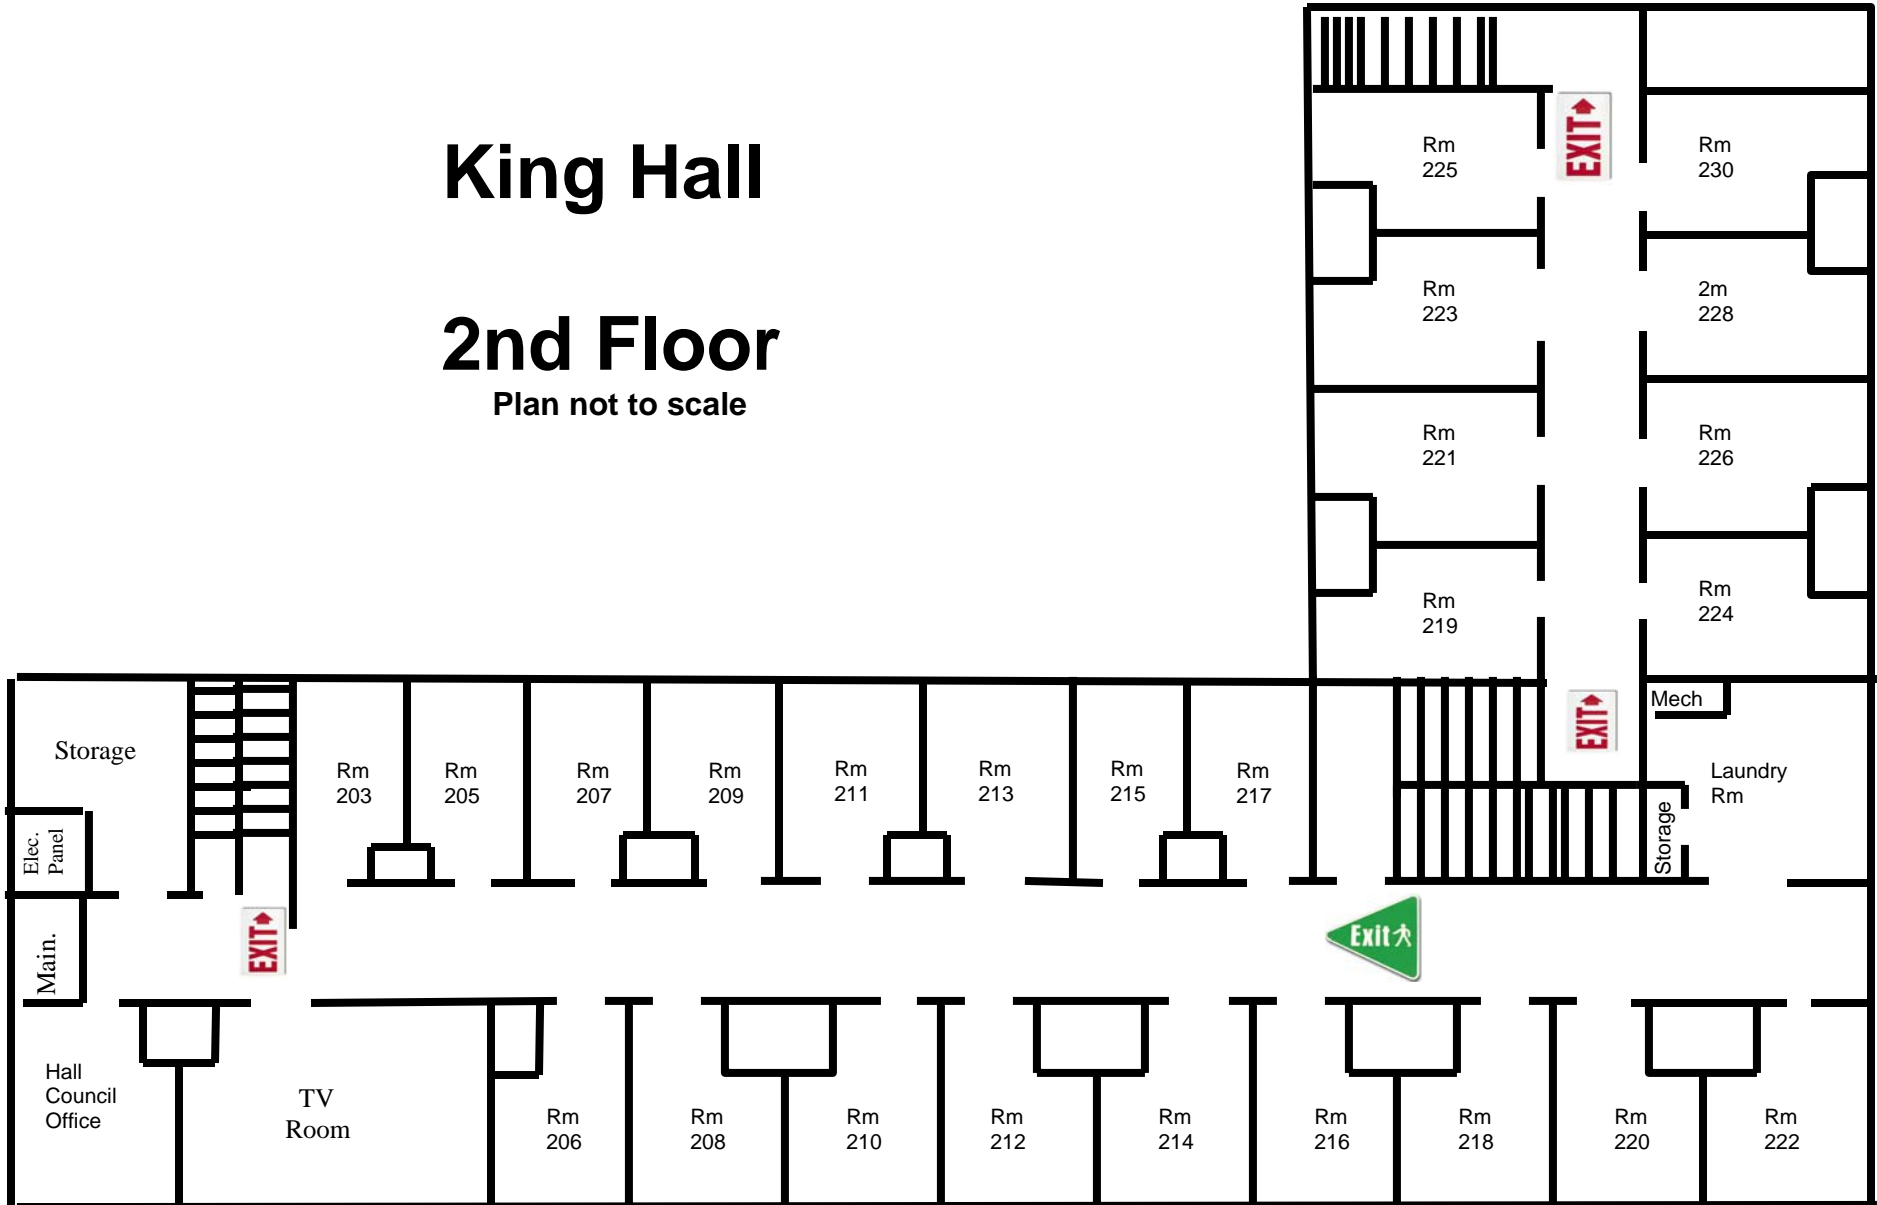 King Hall
2nd Floor
Plan not to scale
EXIT
Rm
225
Rm
230
Rm
223
2m
228
Rm
221
Rm
226
Rm
219
Rm
224
EXIT
Mech
Storage
Rm
203
Rm
205
Rm
207
Rm
209
Rm
211
Rm
213
Rm
215
Rm
217
Laundry
Rm
Storage
Elec.
Panel
Main.
EXIT
Exit
Hall
Council
Office
TV
Room
Rm
206
Rm
208
Rm
210
Rm
212
Rm
214
Rm
216
Rm
218
Rm
220
Rm
222